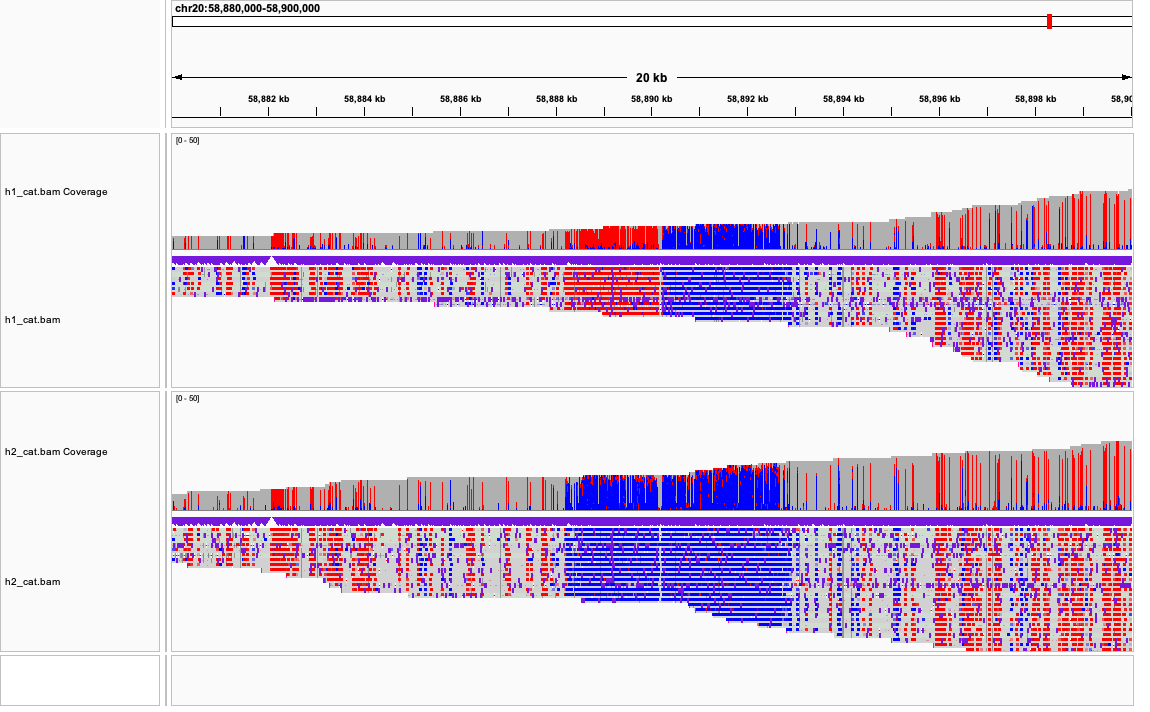 chr20:58,880,000-58,900,000
20 kb
58,882 kb 58,884 kb 58,886 kb 58,888 kb 58,890 kb 58,892 kb 58,894 kb 58,896 kb 58,898 kb 58,90
[0 - 50]
h1_cat.bam Coverage
h1_cat.bam
[0 - 50]
h2_cat.bam Coverage
h2_cat.bam